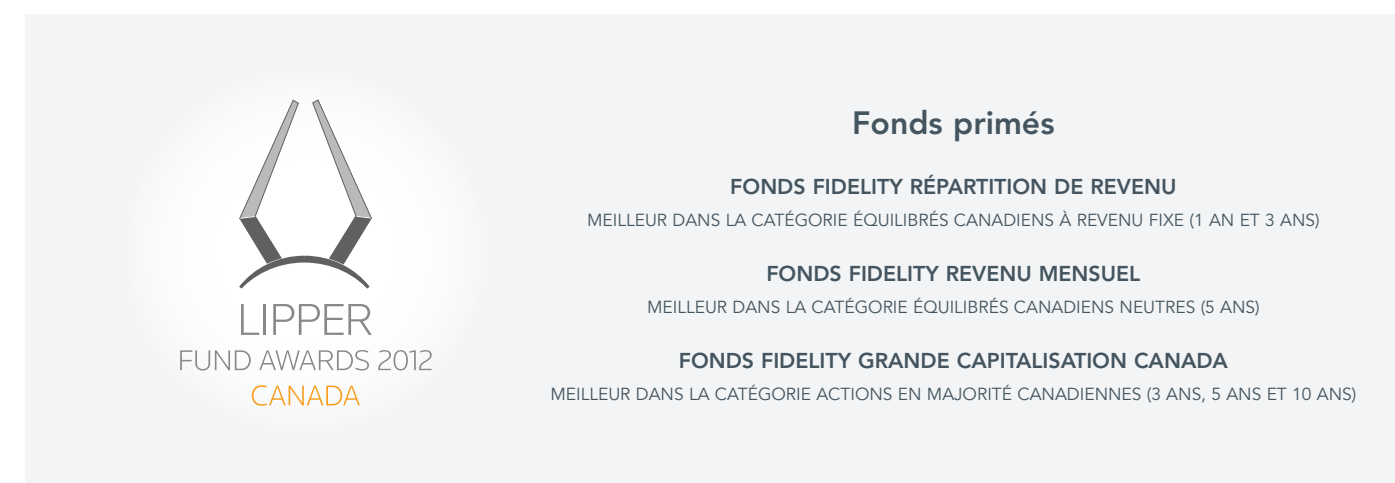 LIPPER
FUND AWARDS 2012
CANADA
Fonds primés
FONDS FIDELITY RÉPARTITION DE REVENU
MEILLEUR DANS LA CATÉGORIE ÉQUILIBRÉS CANADIENS À REVENU FIXE (1 AN ET 3 ANS)
FONDS FIDELITY REVENU MENSUEL
MEILLEUR DANS LA CATÉGORIE ÉQUILIBRÉS CANADIENS NEUTRES (5 ANS)
FONDS FIDELITY GRANDE CAPITALISATION CANADA
MEILLEUR DANS LA CATÉGORIE ACTIONS EN MAJORITÉ CANADIENNES (3 ANS, 5 ANS ET 10 ANS)